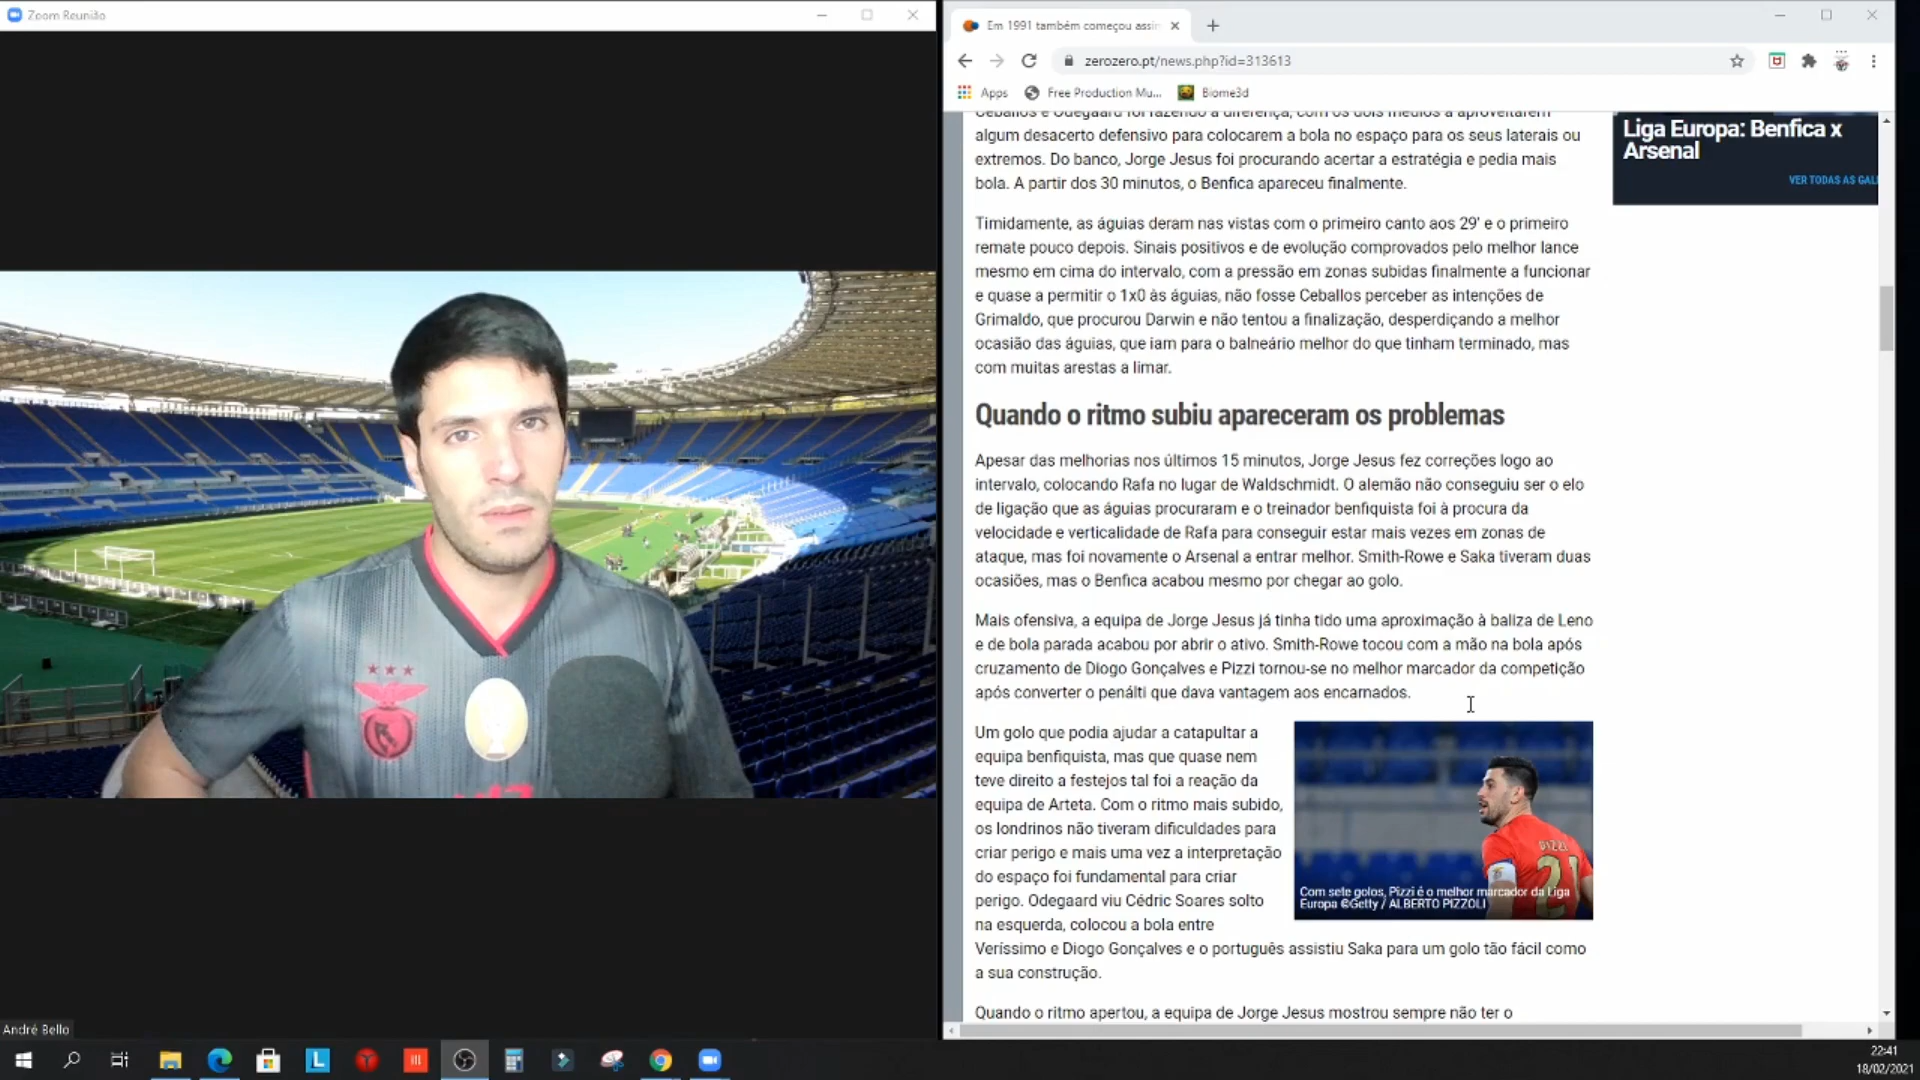 Zoom Reunião
Em 1991 também começou assi
zerozero.pt/news.php?id=313613
Apps
Free Production Mu...
Biome3d
Ceballos e Odegaard foi fazendo a diferença, com os dois médios a aproveitarem
algum desacerto defensivo para colocarem a bola no espaço para os seus laterais ou
extremos. Do banco, Jorge Jesus foi procurando acertar a estratégia e pedia mais
bola. A partir dos 30 minutos, o Benfica apareceu finalmente.
Liga Europa: Benfica x
Arsenal
VER TODAS AS GAL
Timidamente, as águias deram nas vistas com o primeiro canto aos 29' e o primeiro
remate pouco depois. Sinais positivos e de evolução comprovados pelo melhor lance
mesmo em cima do intervalo, com a pressão em zonas subidas finalmente a funcionar
e quase a permitir o 1x0 às águias, não fosse Ceballos perceber as intenções de
Grimaldo, que procurou Darwin e não tentou a finalização, desperdiçando a melhor
ocasião das águias, que iam para o balneário melhor do que tinham terminado, mas
com muitas arestas a limar.
Quando o ritmo subiu apareceram os problemas
Apesar das melhorias nos últimos 15 minutos, Jorge Jesus fez correções logo ao
intervalo, colocando Rafa no lugar de Waldschmidt. O alemão não conseguiu ser o elo
de ligação que as águias procuraram e o treinador benfiquista foi à procura da
velocidade e verticalidade de Rafa para conseguir estar mais vezes em zonas de
ataque, mas foi novamente o Arsenal a entrar melhor. Smith-Rowe e Saka tiveram duas
ocasiões, mas o Benfica acabou mesmo por chegar ao golo.
Mais ofensiva, a equipa de Jorge Jesus já tinha tido uma aproximação à baliza de Leno
e de bola parada acabou por abrir o ativo. Smith-Rowe tocou com a mão na bola após
cruzamento de Diogo Gonçalves e Pizzi tornou-se no melhor marcador da competição
após converter o penálti que dava vantagem aos encarnados.
Um golo que podia ajudar a catapultar a
equipa benfiquista, mas que quase nem
teve direito a festejos tal foi a reação da
equipa de Arteta. Com o ritmo mais subido,
os londrinos não tiveram dificuldades para
criar perigo e mais uma vez a interpretação
do espaço foi fundamental para criar
perigo. Odegaard viu Cédric Soares solto
na esquerda, colocou a bola entre
Veríssimo e Diogo Gonçalves e o português assistiu Saka para um golo tão fácil como
a sua construção.
PIZZI
21
Com sete golos, Pizzi é o melhor marcador da Liga
Europa ©Getty / ALBERTO PIZZOLI
Quando o ritmo apertou, a equipa de Jorge Jesus mostrou sempre não ter o
André Bello
22:41
18/02/2021